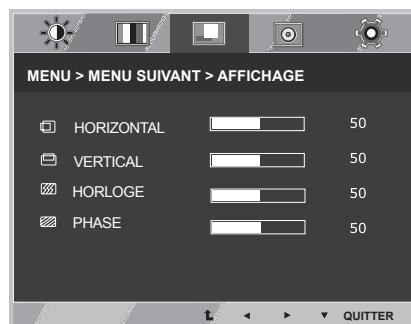 MENU > MENU SUIVANT > AFFICHAGE
HORIZONTAL 50
VERTICAL 50
HORLOGE 50
PHASE 50
QUITTER